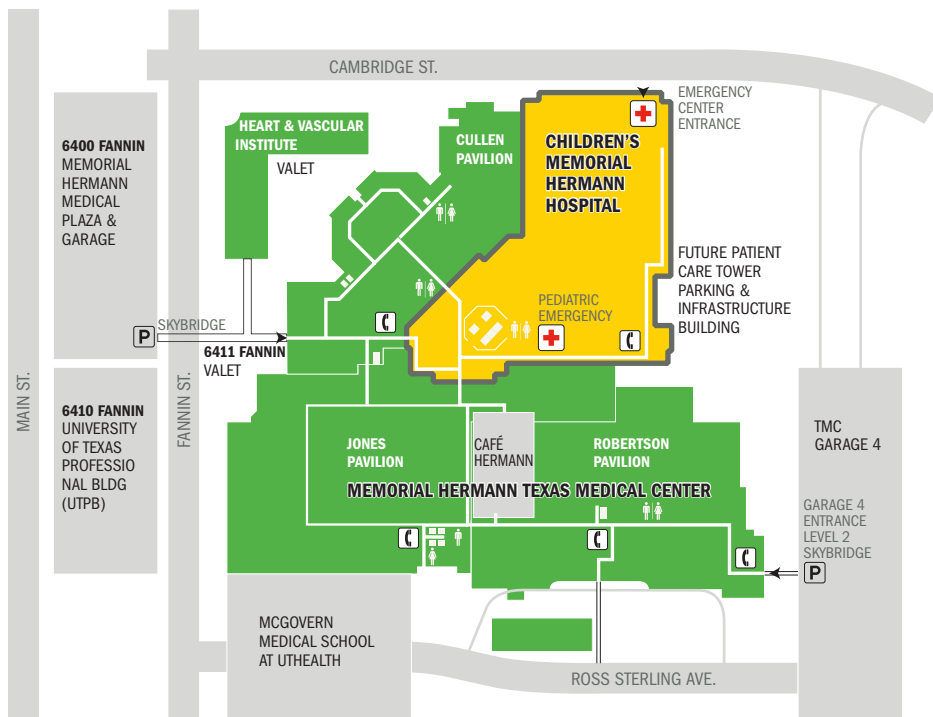 CAMBRIDGE ST.
EMERGENCY
CENTER
ENTRANCE
HEART & VASCULAR
INSTITUTE
VALET
CULLEN
PAVILION
CHILDREN'S
MEMORIAL
HERMANN
HOSPITAL
6400 FANNIN
MEMORIAL
HERMANN
MEDICAL
PLAZA &
GARAGE
FUTURE PATIENT
CARE TOWER
PARKING &
INFRASTRUCTURE
BUILDING
PEDIATRIC
EMERGENCY
P
SKYBRIDGE
6411 FANNIN
VALET
MAIN ST.
FANNIN ST.
6410 FANNIN
UNIVERSITY
OF TEXAS
PROFESSIO
NAL BLDG
(UTPB)
JONES
PAVILION
CAFÉ
HERMANN
ROBERTSON
PAVILION
MEMORIAL HERMANN TEXAS MEDICAL CENTER
TMC
GARAGE 4
GARAGE 4
ENTRANCE
LEVEL 2
SKYBRIDGE
P
MCGOVERN
MEDICAL SCHOOL
AT UTHEALTH
ROSS STERLING AVE.